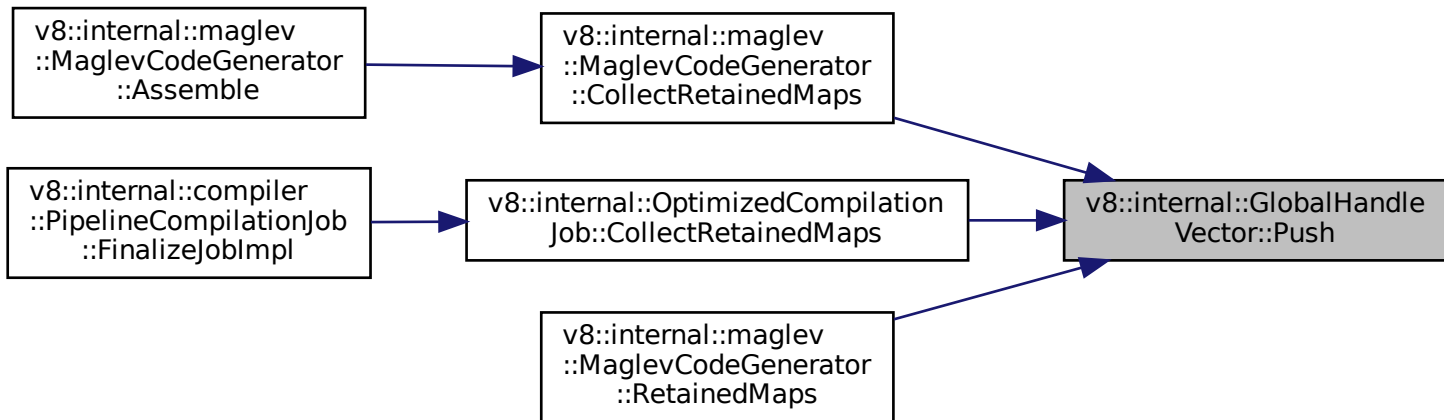 v8::internal::maglev
::MaglevCodeGenerator
::Assemble
v8::internal::maglev
::MaglevCodeGenerator
::CollectRetainedMaps
v8::internal::compiler
::PipelineCompilationJob
::FinalizeJobImpl
v8::internal::OptimizedCompilation
Job::CollectRetainedMaps
v8::internal::GlobalHandle
Vector::Push
v8::internal::maglev
::MaglevCodeGenerator
::RetainedMaps